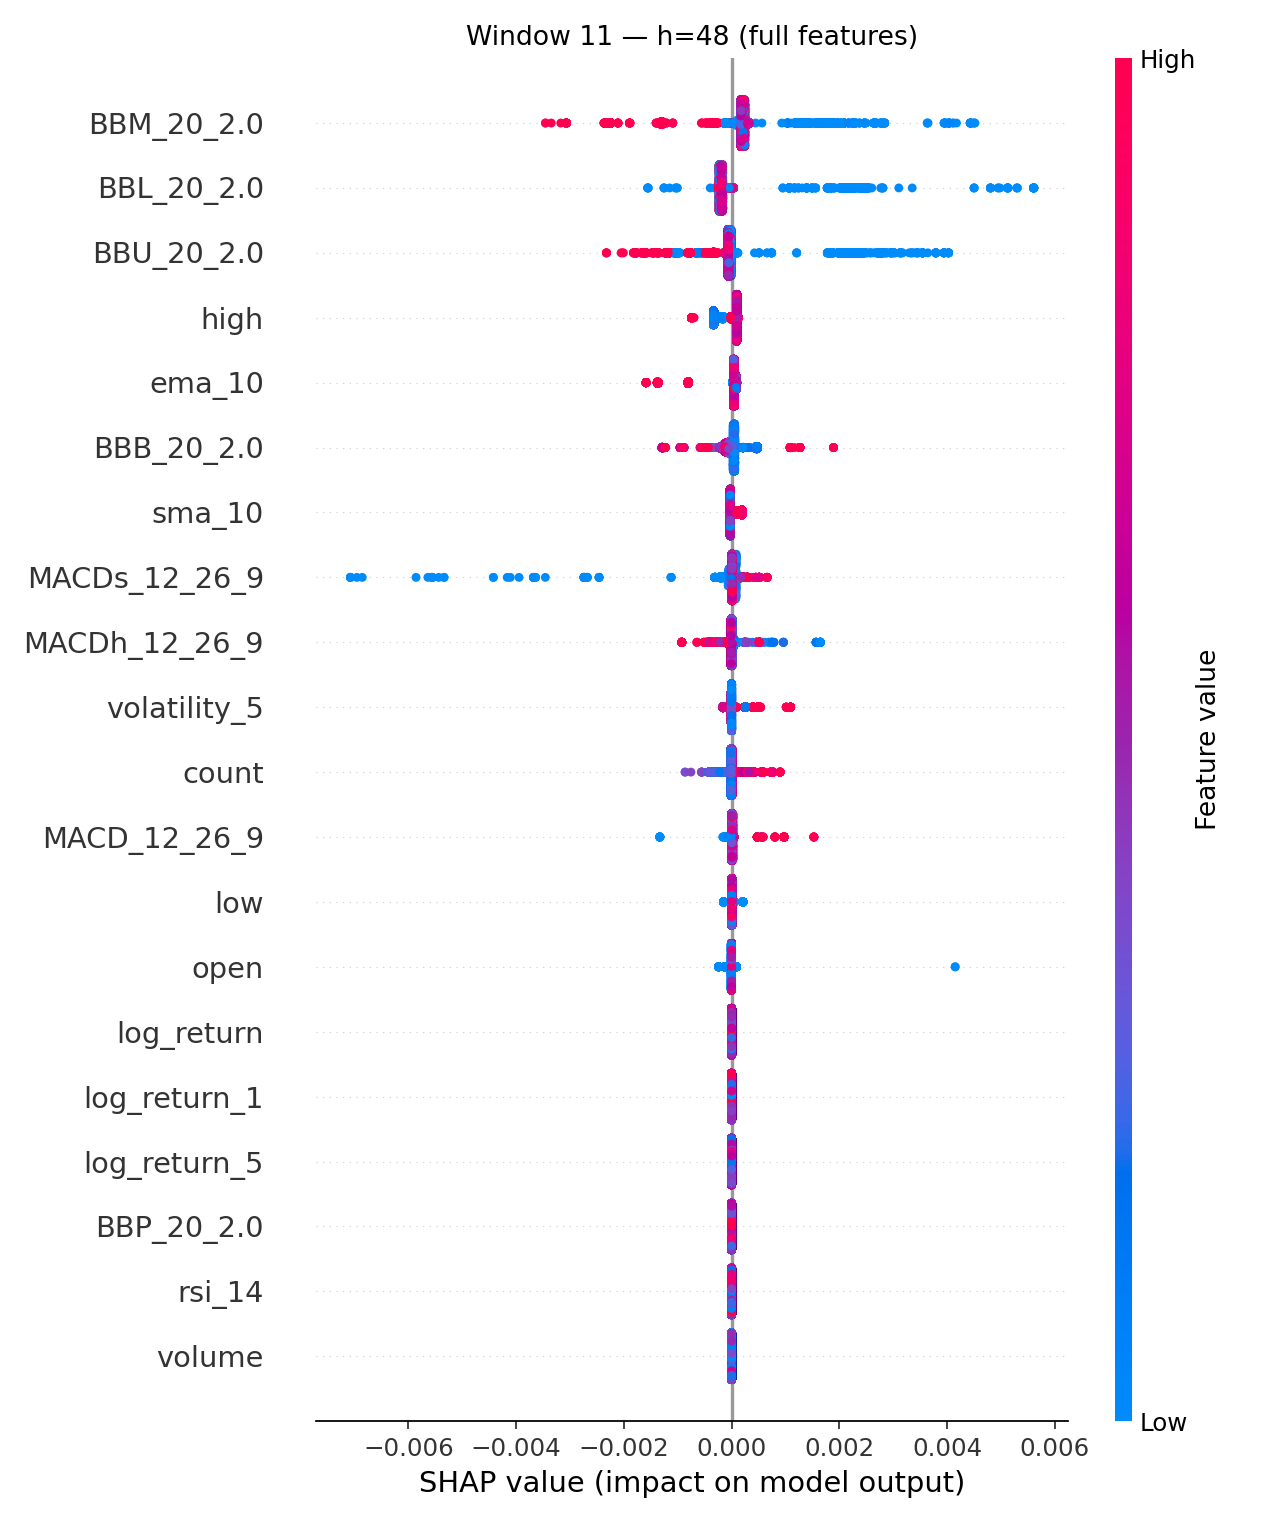 Window 11 — h=48 (full features)
High
BBM_20_2.0
BBL_20_2.0
BBU_20_2.0
high
ema_10
BBB_20_2.0
sma_10
MACDs_12_26_9
MACDh_12_26_9
volatility_5
count
MACD_12_26_9
low
open
log_return
log_return_1
log_return_5
BBP_20_2.0
rsi_14
volume
Feature value
Low
−0.006 −0.004 −0.002 0.000 0.002 0.004 0.006
SHAP value (impact on model output)